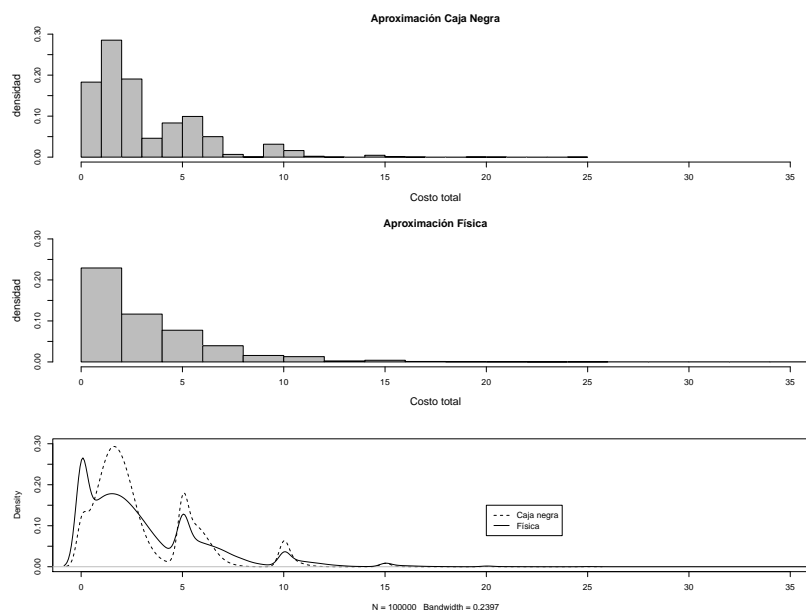 Aproximación Caja Negra
densidad
0.00 0.10 0.20 0.30
0 5 10 15 20 25 30 35
Costo total
Aproximación Física
densidad
0.00 0.10 0.20 0.30
0 5 10 15 20 25 30 35
Costo total
Density
0.00 0.10 0.20 0.30
Caja negra
Física
0 5 10 15 20 25 30 35
N = 100000 Bandwidth = 0.2397